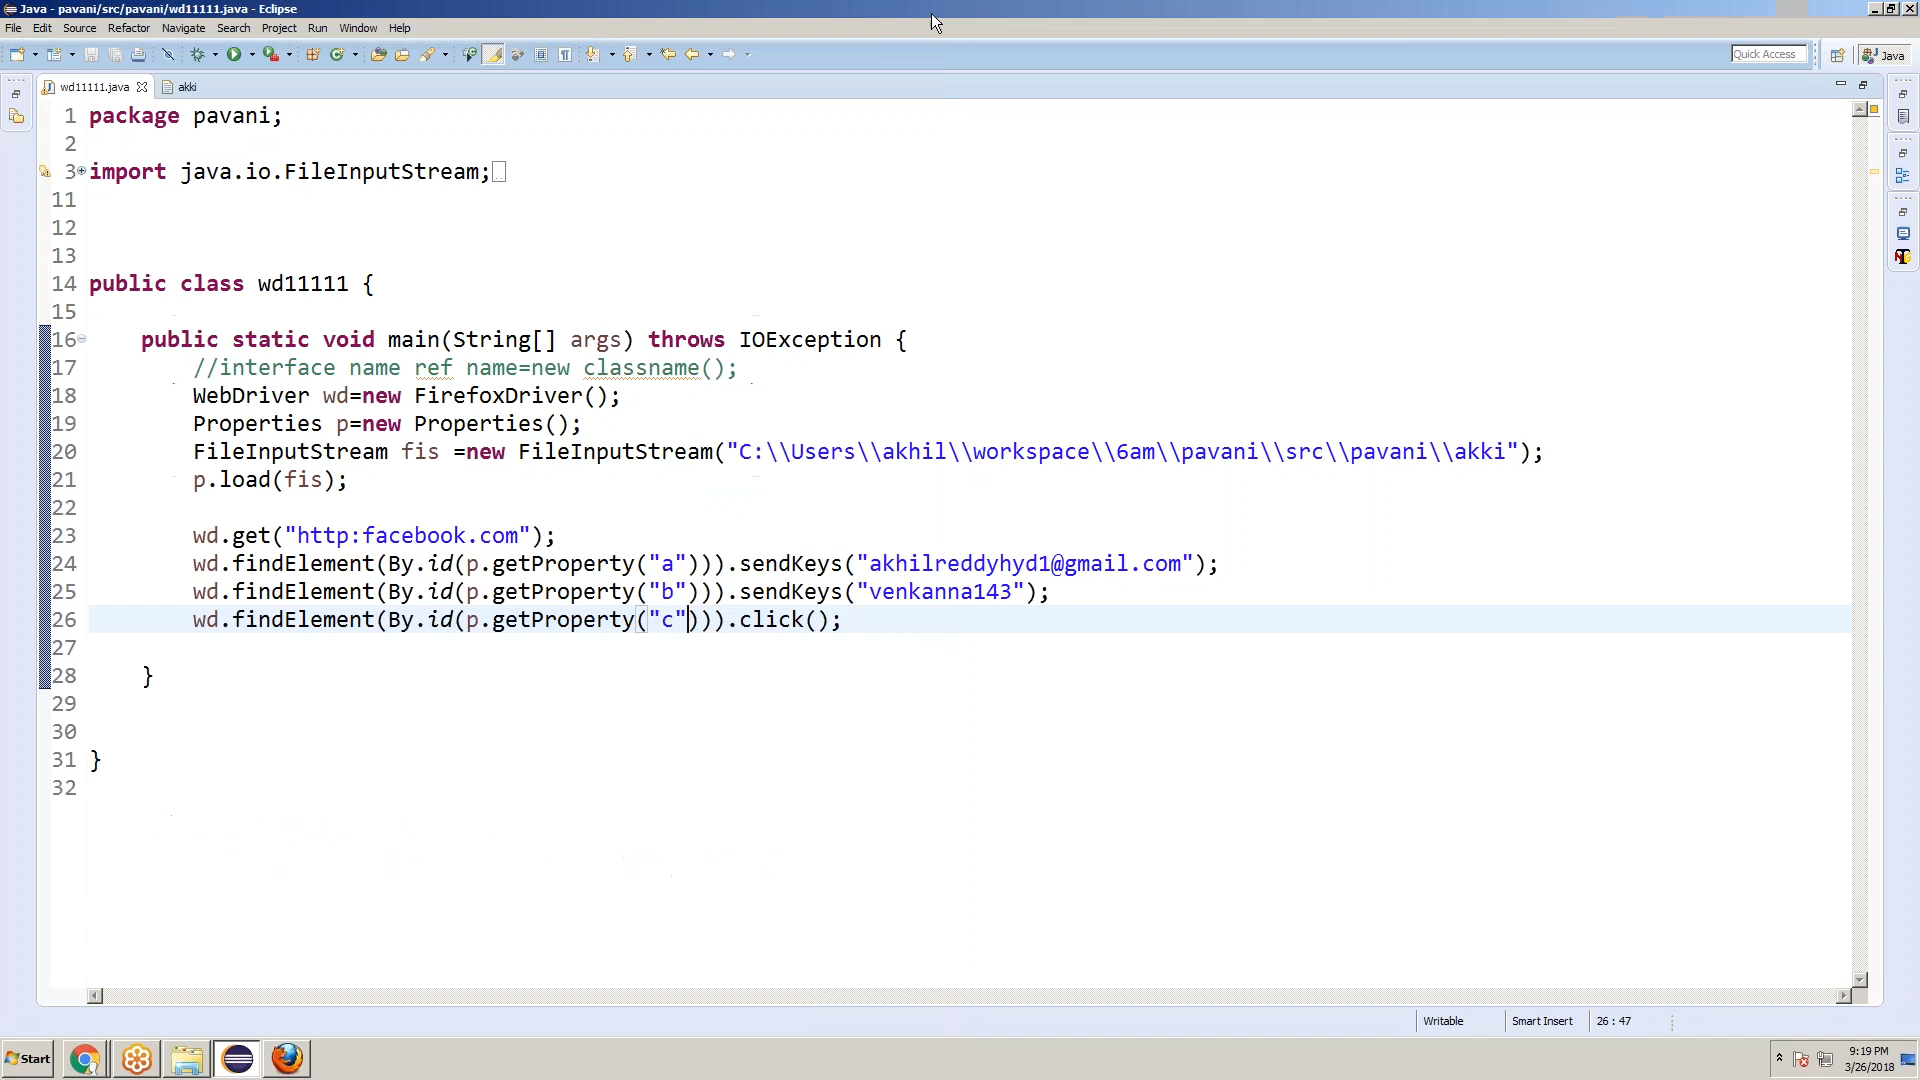 Java - pavani/src/pavani/wd11111.java - Eclipse
File Edit Source Refactor Navigate Search Project Run Window Help
Quick Access Java
wd11111.java akki
1 package pavani;
2
3 import java.io.FileInputStream;
11
12
13
14 public class wd11111 {
15
16 public static void main(String[] args) throws IOException {
17 //interface name ref name=new classname();
18 WebDriver wd=new FirefoxDriver();
19 Properties p=new Properties();
20 FileInputStream fis =new FileInputStream("C:\\Users\\akhil\\workspace\\6am\\pavani\\src\\pavani\\akki");
21 p.load(fis);
22
23 wd.get("http:facebook.com");
24 wd.findElement(By.id(p.getProperty("a"))).sendKeys("akhilreddyhyd1@gmail.com");
25 wd.findElement(By.id(p.getProperty("b"))).sendKeys("venkanna143");
26 wd.findElement(By.id(p.getProperty("c"))).click();
27
28 }
29
30
31 }
32
Writable Smart Insert 26 : 47
Start 9:19 PM
3/26/2018